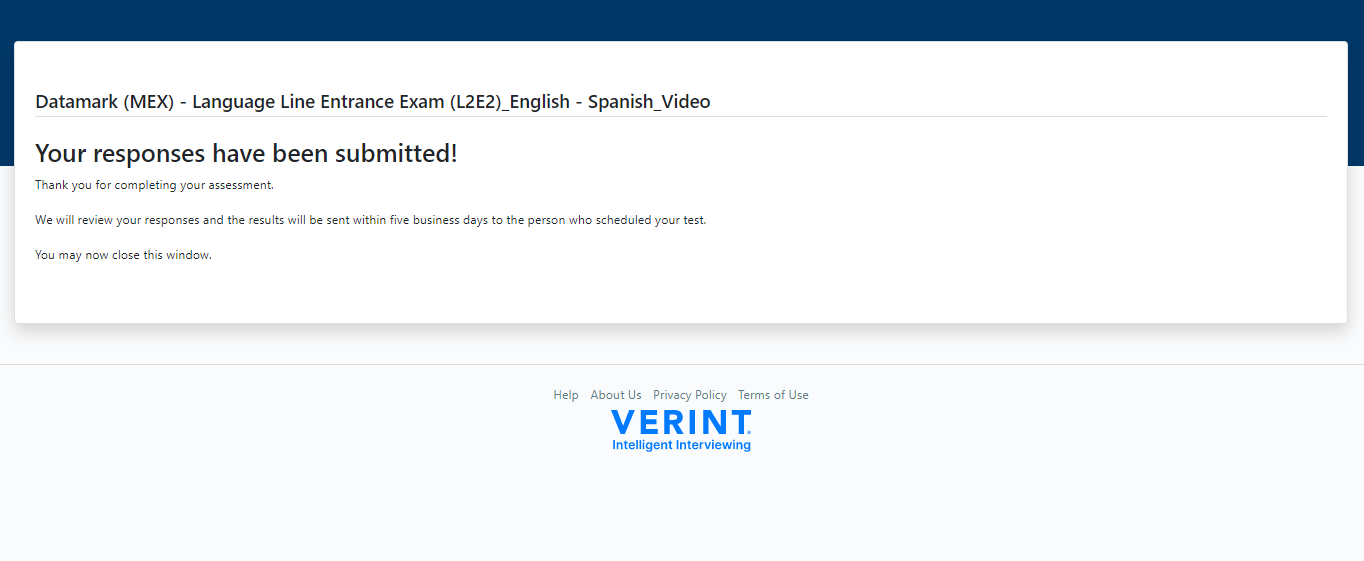 Datamark (MEX) - Language Line Entrance Exam (L2E2)_English - Spanish_Video
Your responses have been submitted!
Thank you for completing your assessment.
We will review your responses and the results will be sent within five business days to the person who scheduled your test.
You may now close this window.
Help About Us Privacy Policy Terms of Use
VERINT.
Intelligent Interviewing